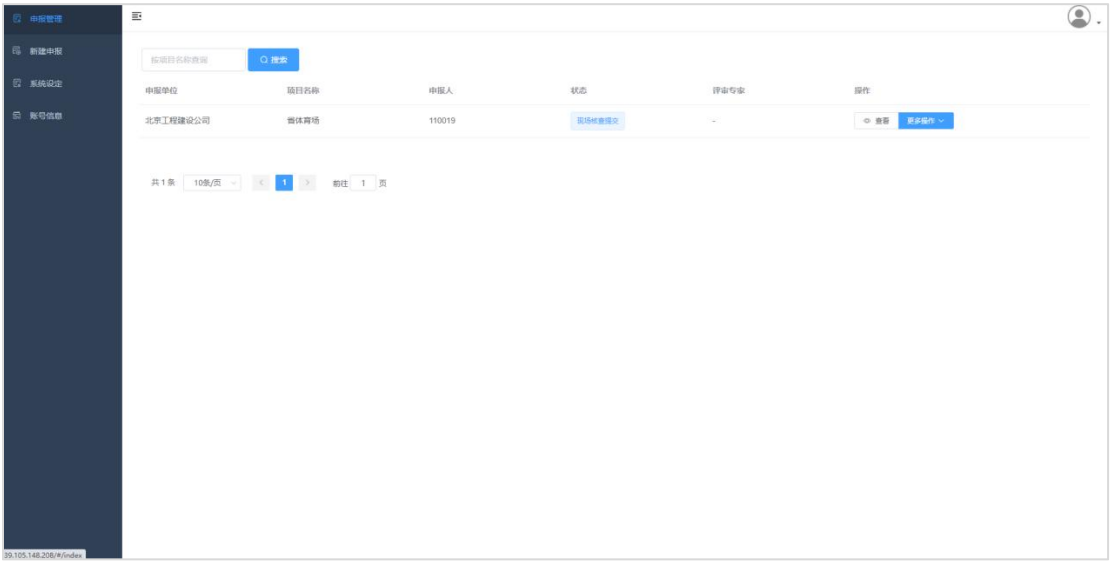 申报管理
新建申报
系统设定
账号信息
按项目名称查询 搜索
申报单位 项目名称 申报人 状态 评审专家 操作
北京工程建设公司 体育场 110019 现场核查提交 - 查看 更多操作
共1条 10条/页 1 前往 1 页
39.105.148.208/#/index